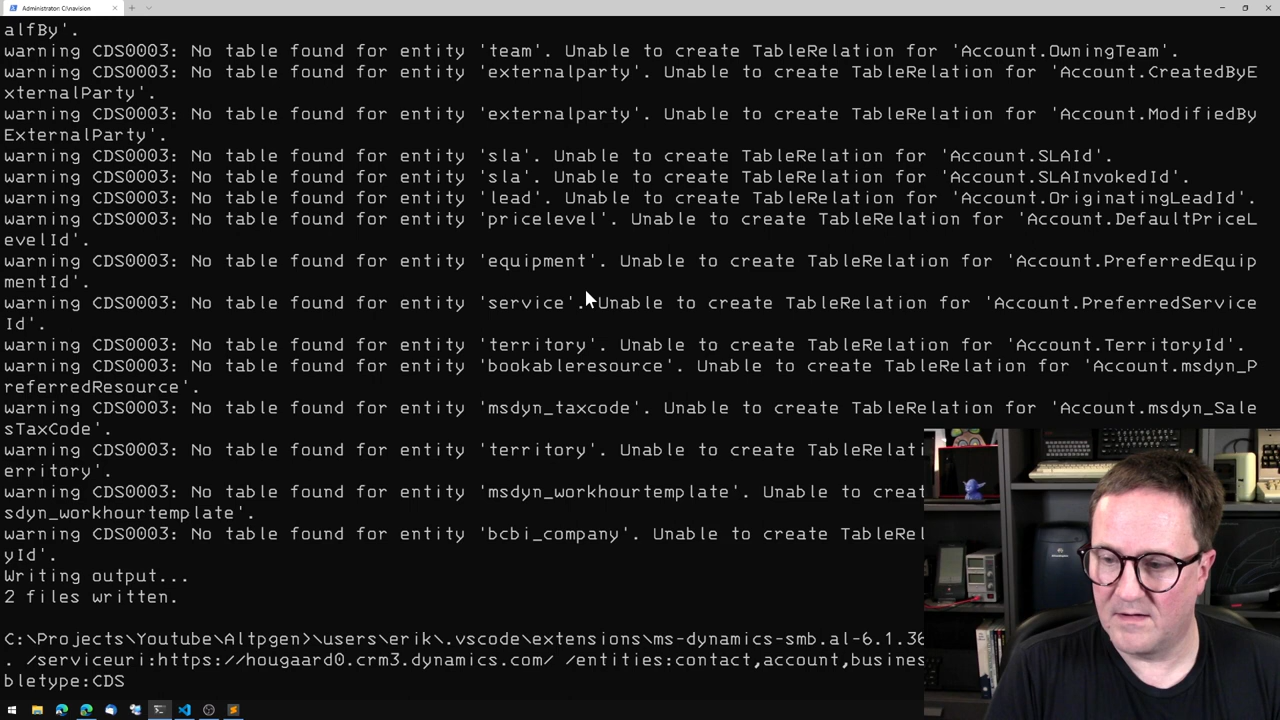 Administrator: C:\navision
alfBy'.
warning CDS0003: No table found for entity 'team'. Unable to create TableRelation for 'Account.OwningTeam'.
warning CDS0003: No table found for entity 'externalparty'. Unable to create TableRelation for 'Account.CreatedByE
xternalParty'.
warning CDS0003: No table found for entity 'externalparty'. Unable to create TableRelation for 'Account.ModifiedBy
ExternalParty'.
warning CDS0003: No table found for entity 'sla'. Unable to create TableRelation for 'Account.SLAId'.
warning CDS0003: No table found for entity 'sla'. Unable to create TableRelation for 'Account.SLAInvokedId'.
warning CDS0003: No table found for entity 'lead'. Unable to create TableRelation for 'Account.OriginatingLeadId'.
warning CDS0003: No table found for entity 'pricelevel'. Unable to create TableRelation for 'Account.DefaultPriceL
evelId'.
warning CDS0003: No table found for entity 'equipment'. Unable to create TableRelation for 'Account.PreferredEquip
mentId'.
warning CDS0003: No table found for entity 'service'. Unable to create TableRelation for 'Account.PreferredService
Id'.
warning CDS0003: No table found for entity 'territory'. Unable to create TableRelation for 'Account.TerritoryId'.
warning CDS0003: No table found for entity 'bookableresource'. Unable to create TableRelation for 'Account.msdyn_P
referredResource'.
warning CDS0003: No table found for entity 'msdyn_taxcode'. Unable to create TableRelation for 'Account.msdyn_Sale
sTaxCode'.
warning CDS0003: No table found for entity 'territory'. Unable to create TableRelati
erritory'.
warning CDS0003: No table found for entity 'msdyn_workhourtemplate'. Unable to creat
sdyn_workhourtemplate'.
warning CDS0003: No table found for entity 'bcbi_company'. Unable to create TableRel
yId'.
Writing output...
2 files written.
C:\Projects\Youtube\Altpgen>\users\erik\.vscode\extensions\ms-dynamics-smb.al-6.1.36
. /serviceuri:https://hougaard0.crm3.dynamics.com/ /entities:contact,account,busines
bletype:CDS